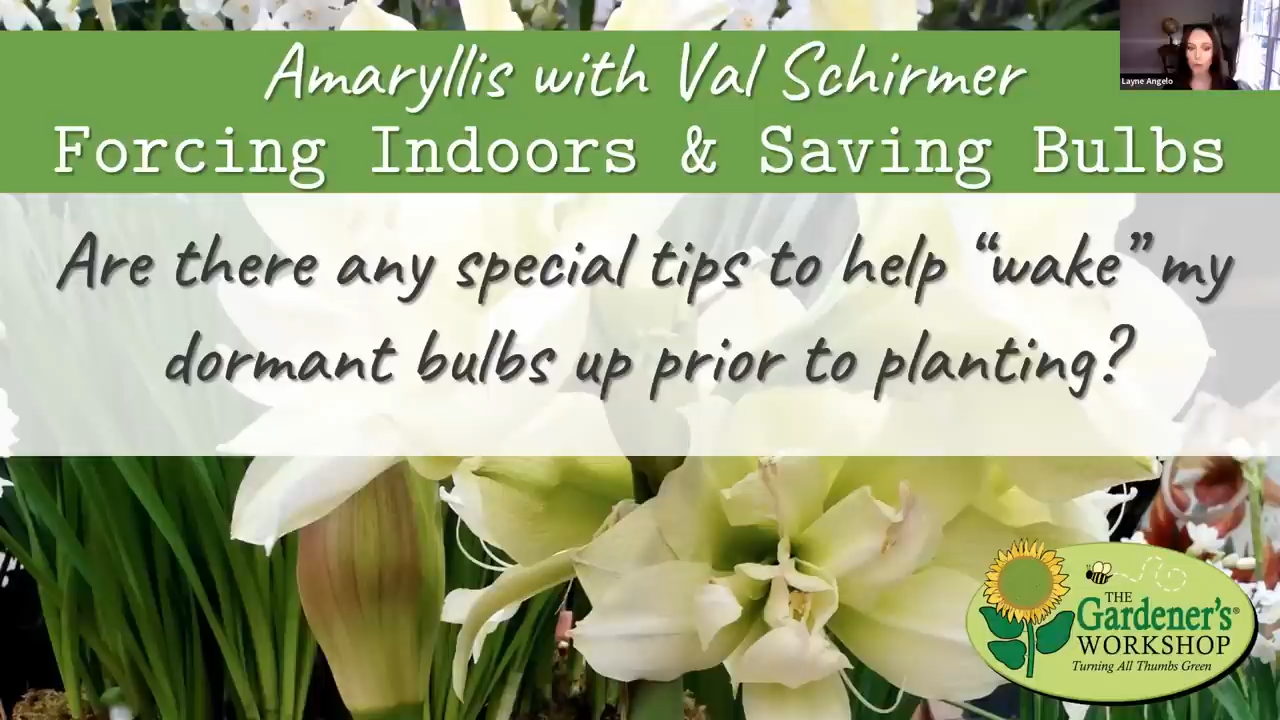 Amaryllis with Val Schirmer
Layne Angelo
Forcing Indoors & Saving Bulbs
Are there any special tips to help “wake” my
dormant bulbs up prior to planting?
THE
Gardener's®
WORKSHOP
Turning All Thumbs Green